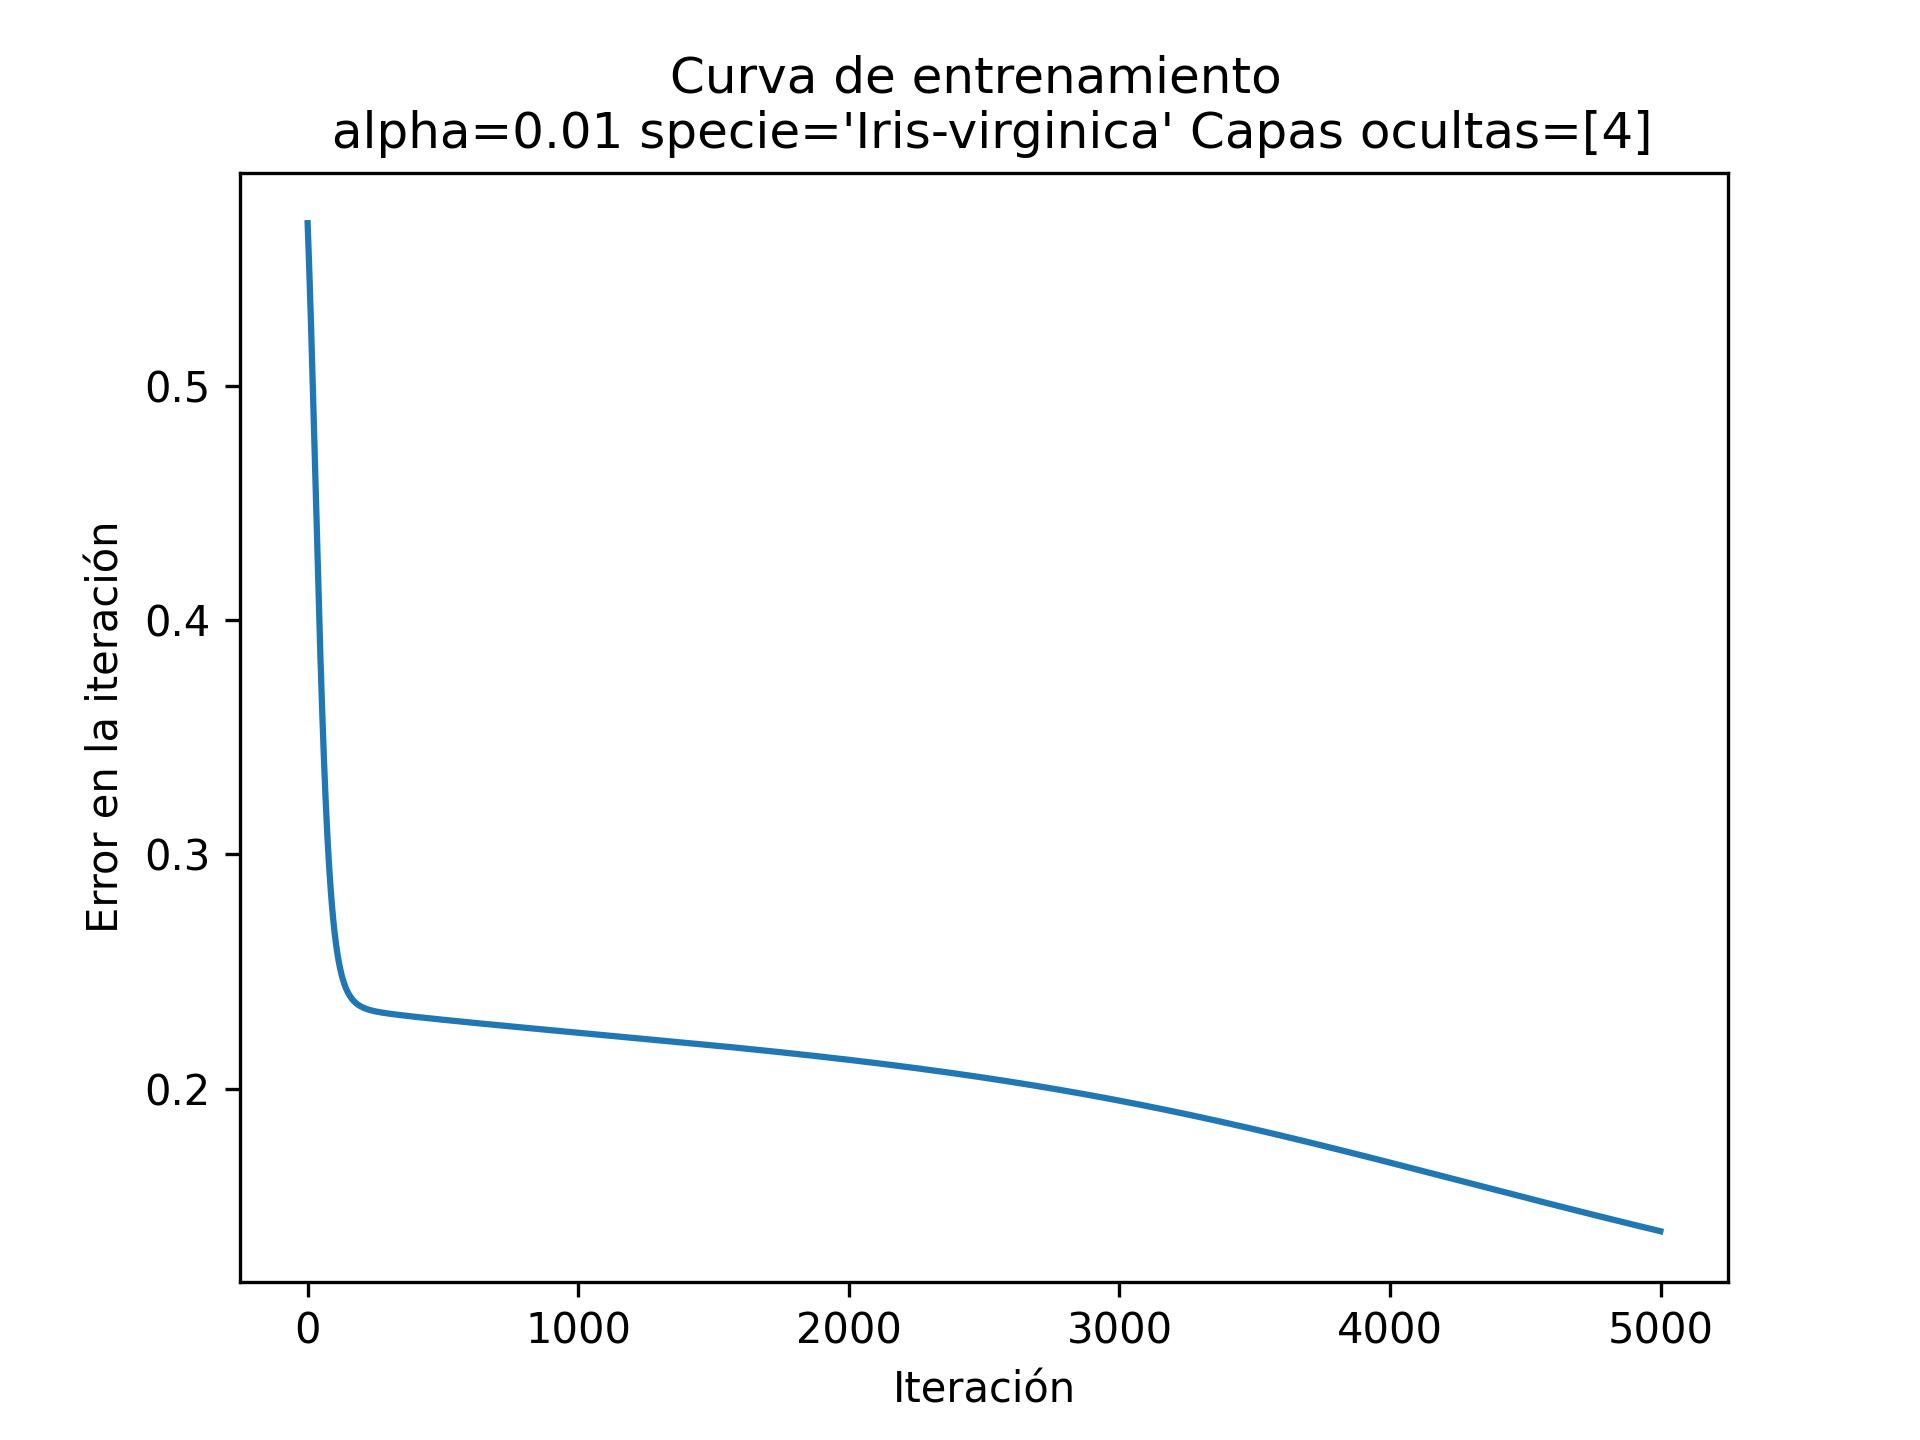 Curva de entrenamiento
alpha=0.01 specie='Iris-virginica' Capas ocultas=[4]
Error en la iteración
0.5
0.4
0.3
0.2
0 1000 2000 3000 4000 5000
Iteración